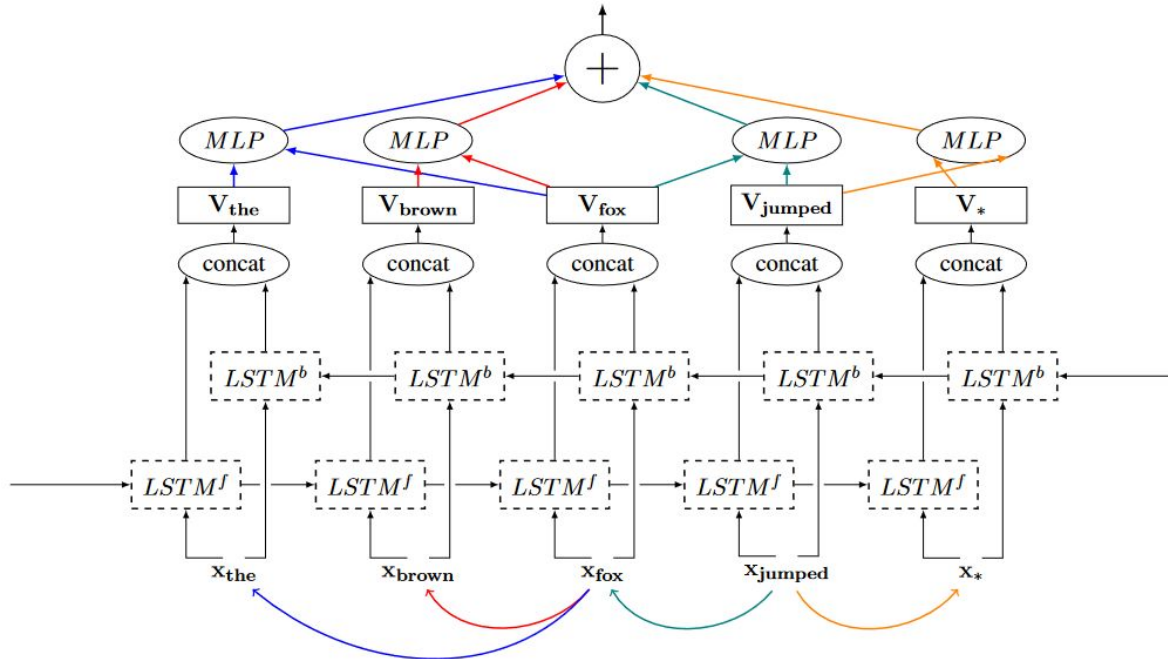 +
MLP MLP MLP MLP
V_the V_brown V_fox V_jumped V_*
concat concat concat concat concat
LSTM^b LSTM^b LSTM^b LSTM^b LSTM^b
LSTM^f LSTM^f LSTM^f LSTM^f LSTM^f
x_the x_brown x_fox x_jumped x_*